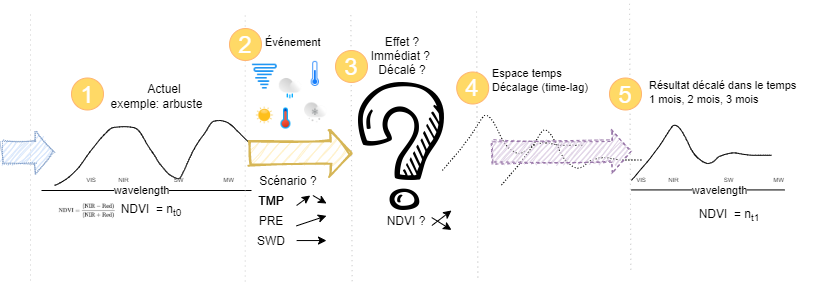 1
Actuel
exemple: arbuste
VIS NIR SW MW
wavelength
NDVI = (NIR − Red) / (NIR + Red)
NDVI = nt0
2
Événement
Scénario ?
TMP
PRE
SWD
3
Effet ?
Immédiat ?
Décalé ?
?
NDVI ?
4
Espace temps
Décalage (time-lag)
5
Résultat décalé dans le temps
1 mois, 2 mois, 3 mois
VIS NIR SW MW
wavelength
NDVI = nt1